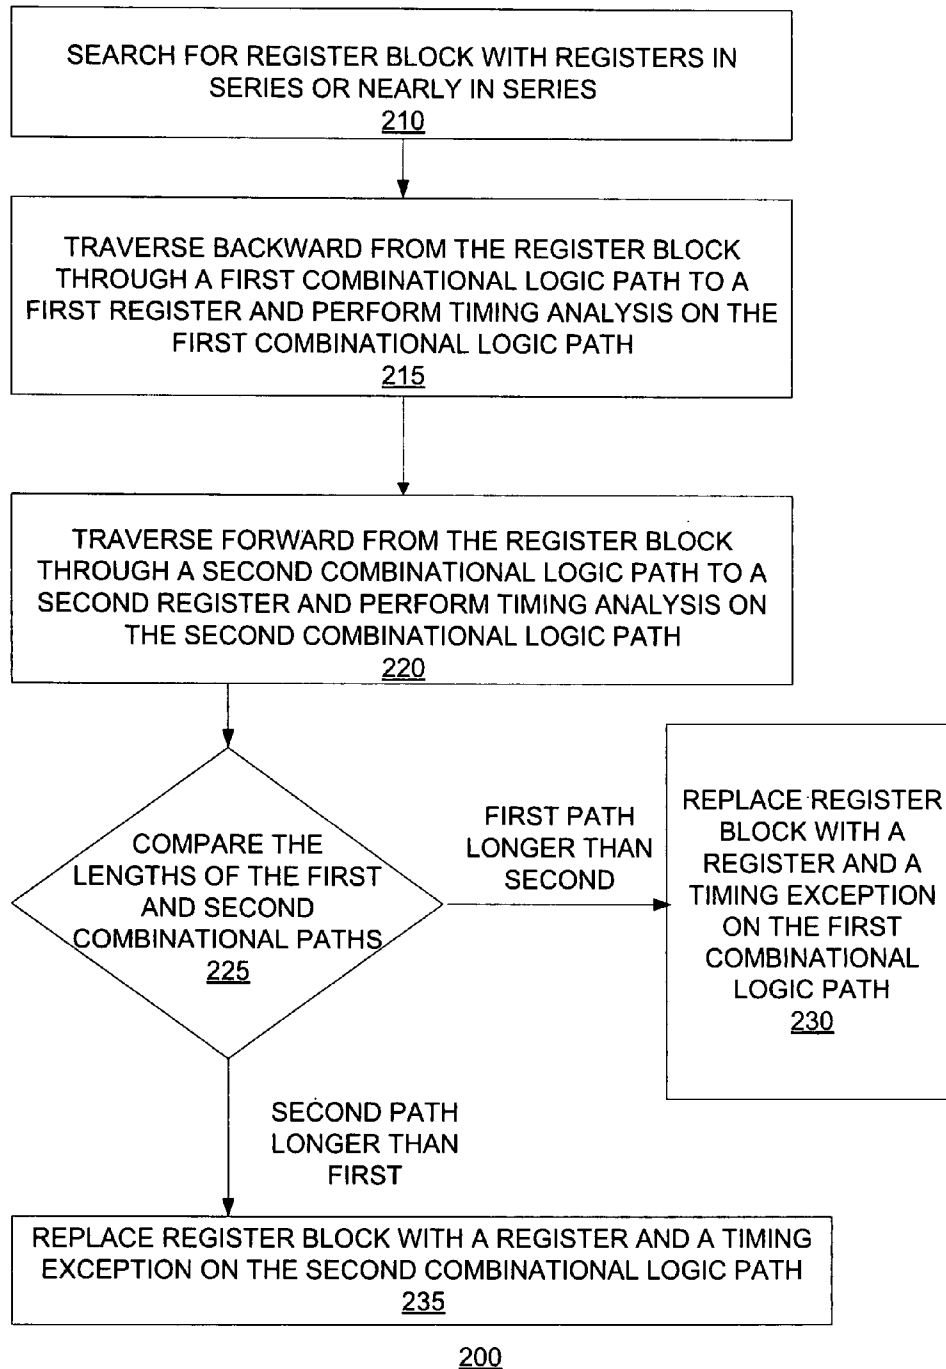 SEARCH FOR REGISTER BLOCK WITH REGISTERS IN
SERIES OR NEARLY IN SERIES
210
TRAVERSE BACKWARD FROM THE REGISTER BLOCK
THROUGH A FIRST COMBINATIONAL LOGIC PATH TO A
FIRST REGISTER AND PERFORM TIMING ANALYSIS ON THE
FIRST COMBINATIONAL LOGIC PATH
215
TRAVERSE FORWARD FROM THE REGISTER BLOCK
THROUGH A SECOND COMBINATIONAL LOGIC PATH TO A
SECOND REGISTER AND PERFORM TIMING ANALYSIS ON
THE SECOND COMBINATIONAL LOGIC PATH
220
COMPARE THE
LENGTHS OF THE FIRST
AND SECOND
COMBINATIONAL PATHS
225
FIRST PATH
LONGER THAN
SECOND
REPLACE REGISTER
BLOCK WITH A
REGISTER AND A
TIMING EXCEPTION
ON THE FIRST
COMBINATIONAL
LOGIC PATH
230
SECOND PATH
LONGER THAN
FIRST
REPLACE REGISTER BLOCK WITH A REGISTER AND A TIMING
EXCEPTION ON THE SECOND COMBINATIONAL LOGIC PATH
235
200